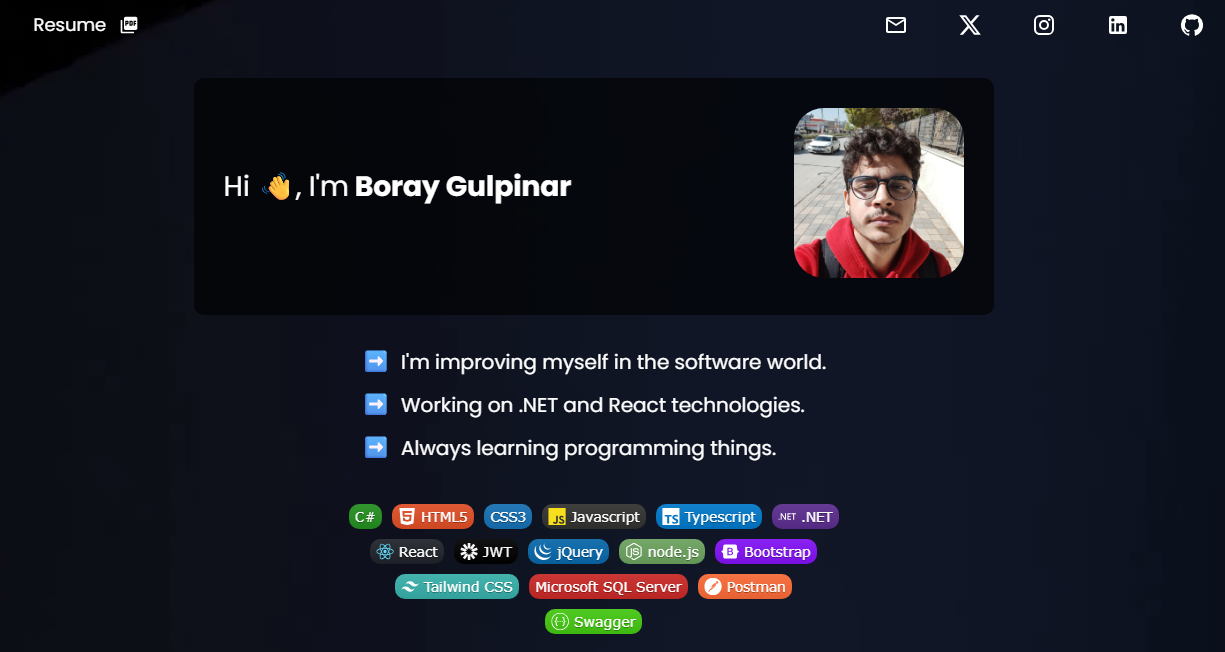 Resume PDF
Hi 👋, I'm Boray Gulpinar
I'm improving myself in the software world.
Working on .NET and React technologies.
Always learning programming things.
C# HTML5 CSS3 JS Javascript TS Typescript .NET .NET
React JWT jQuery node.js B Bootstrap
Tailwind CSS Microsoft SQL Server Postman
Swagger